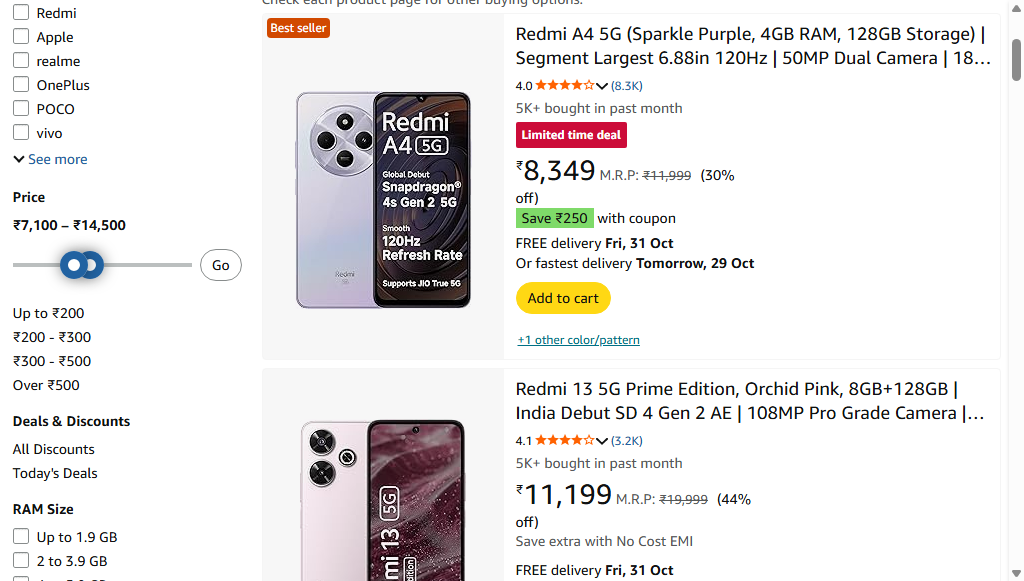 Check each product page for other buying options.
Redmi
Apple
realme
OnePlus
POCO
vivo
See more
Price
₹7,100 – ₹14,500
Go
Up to ₹200
₹200 - ₹300
₹300 - ₹500
Over ₹500
Deals & Discounts
All Discounts
Today's Deals
RAM Size
Up to 1.9 GB
2 to 3.9 GB
Best seller
Redmi
A4 5G
Global Debut
Snapdragon®
4s Gen 2 5G
Smooth
120Hz
Refresh Rate
Supports JIO True 5G
Redmi
Redmi A4 5G (Sparkle Purple, 4GB RAM, 128GB Storage) |
Segment Largest 6.88in 120Hz | 50MP Dual Camera | 18…
4.0 (8.3K)
5K+ bought in past month
Limited time deal
₹8,349 M.R.P: ₹11,999 (30%
off)
Save ₹250 with coupon
FREE delivery Fri, 31 Oct
Or fastest delivery Tomorrow, 29 Oct
Add to cart
+1 other color/pattern
13 5G
Redmi 13 5G Prime Edition, Orchid Pink, 8GB+128GB |
India Debut SD 4 Gen 2 AE | 108MP Pro Grade Camera |…
4.1 (3.2K)
5K+ bought in past month
₹11,199 M.R.P: ₹19,999 (44%
off)
Save extra with No Cost EMI
FREE delivery Fri, 31 Oct